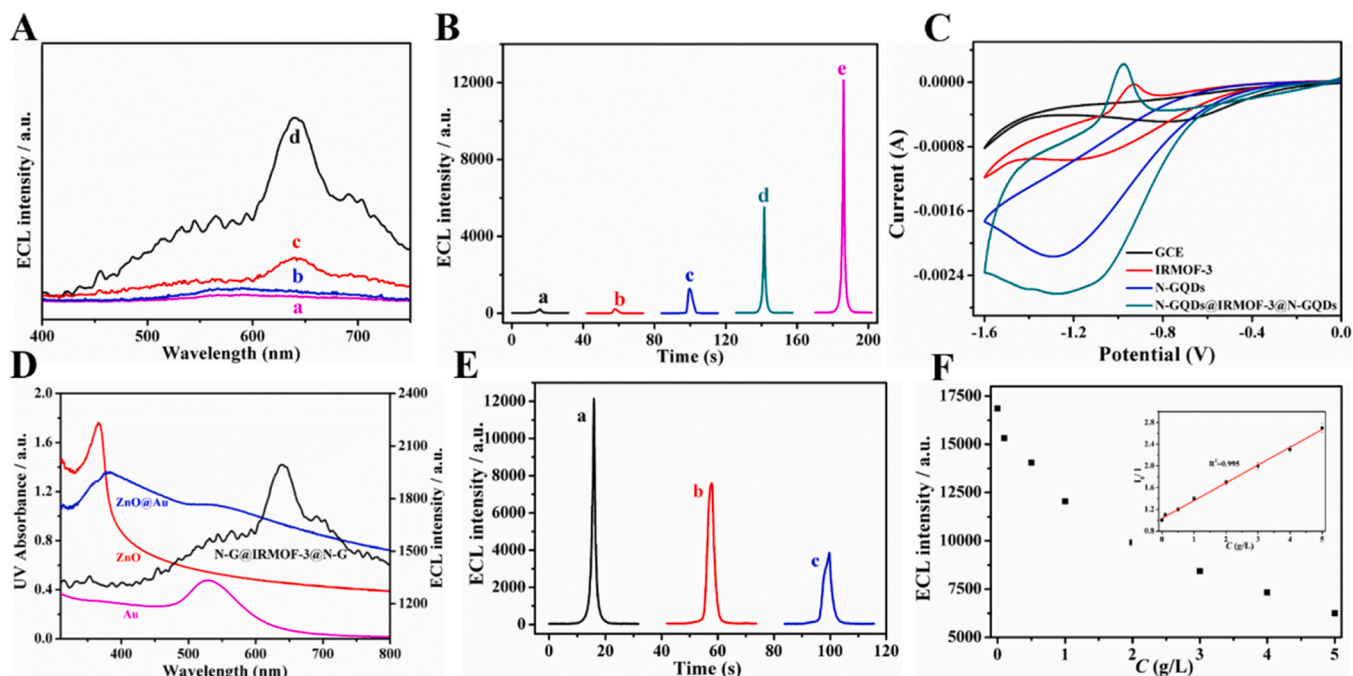 A
ECL intensity / a.u.
d
c
b
a
400 500 600 700
Wavelength (nm)
B
ECL intensity / a.u.
12000
8000
4000
0
a
b
c
d
e
0 40 80 120 160 200
Time (s)
C
Current (A)
0.0000
-0.0008
-0.0016
-0.0024
GCE
IRMOF-3
N-GQDs
N-GQDs@IRMOF-3@N-GQDs
-1.6 -1.2 -0.8 -0.4 0.0
Potential (V)
D
UV Absorbance / a.u.
2.0
1.6
1.2
0.8
0.4
0.0
ZnO@Au
ZnO
N-G@IRMOF-3@N-G
Au
2400
2100
1800
1500
1200
ECL intensity / a.u.
400 500 600 700 800
Wavelength (nm)
E
ECL intensity / a.u.
12000
10000
8000
6000
4000
2000
0
a
b
c
0 20 40 60 80 100 120
Time (s)
F
ECL intensity / a.u.
17500
15000
12500
10000
7500
5000
I0/I
2.8
2.4
2.0
1.6
1.2
0.8
R2=0.995
0 1 2 3 4 5
C (g/L)
0 1 2 3 4 5
C (g/L)